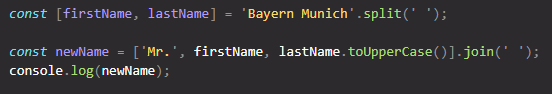 const [firstName, lastName] = 'Bayern Munich'.split(' ');
const newName = ['Mr.', firstName, lastName.toUpperCase()].join(' ');
console.log(newName);